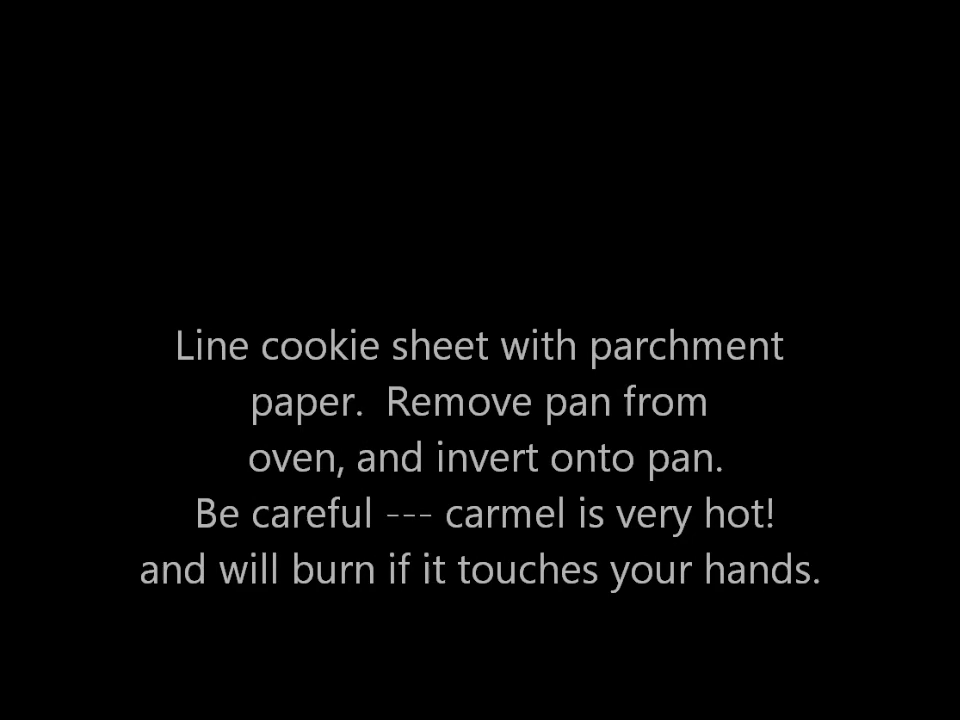 Line cookie sheet with parchment
paper.  Remove pan from
oven, and invert onto pan.
Be careful --- carmel is very hot!
and will burn if it touches your hands.